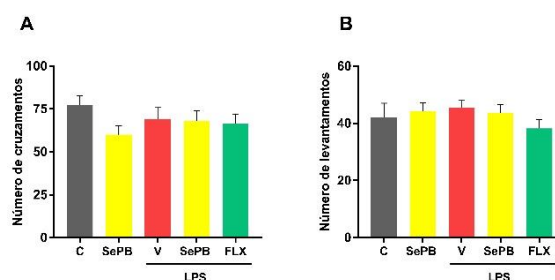 A
Número de cruzamentos
100
75
50
25
0
C SePB V SePB FLX
LPS
B
Número de levantamentos
60
40
20
0
C SePB V SePB FLX
LPS